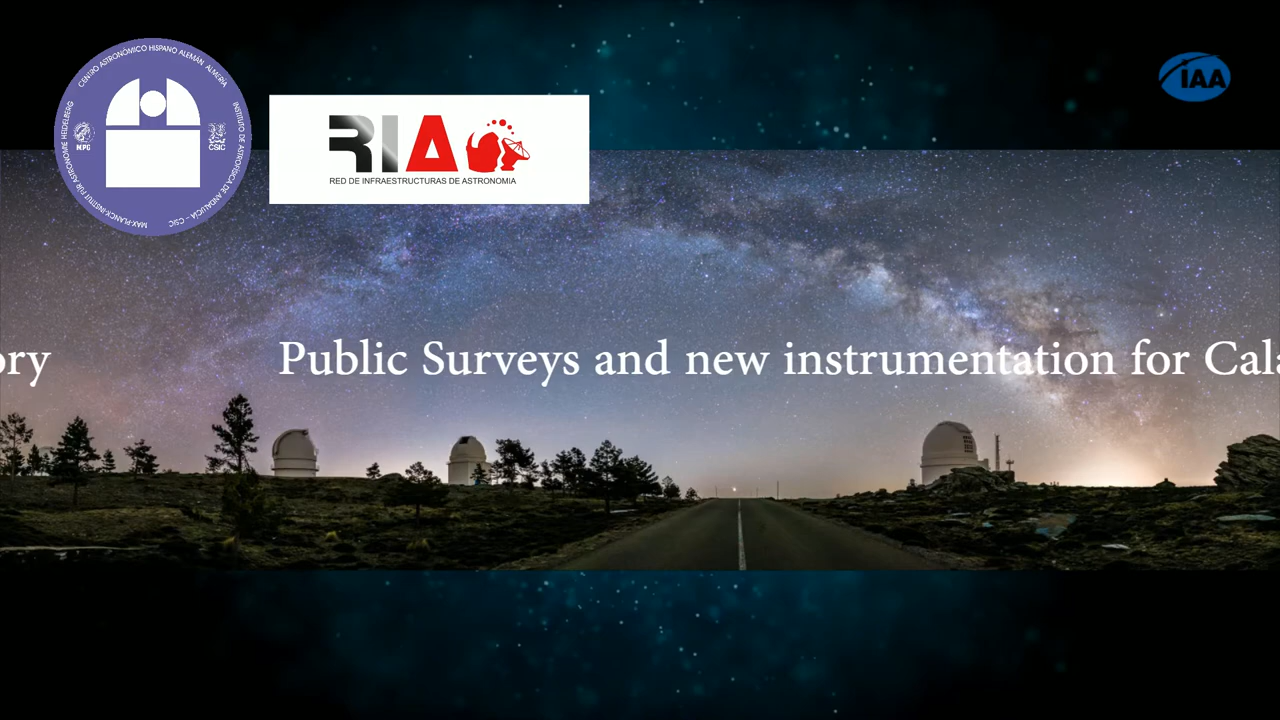 CENTRO ASTRONÓMICO HISPANO ALEMÁN ALMERÍA
INSTITUTO DE ASTROFÍSICA DE ANDALUCÍA - CSIC
MAX-PLANCK-INSTITUT FÜR ASTRONOMIE HEIDELBERG
MPG
CSIC
RIA
RED DE INFRAESTRUCTURAS DE ASTRONOMIA
IAA
ory
Public Surveys and new instrumentation for Cala